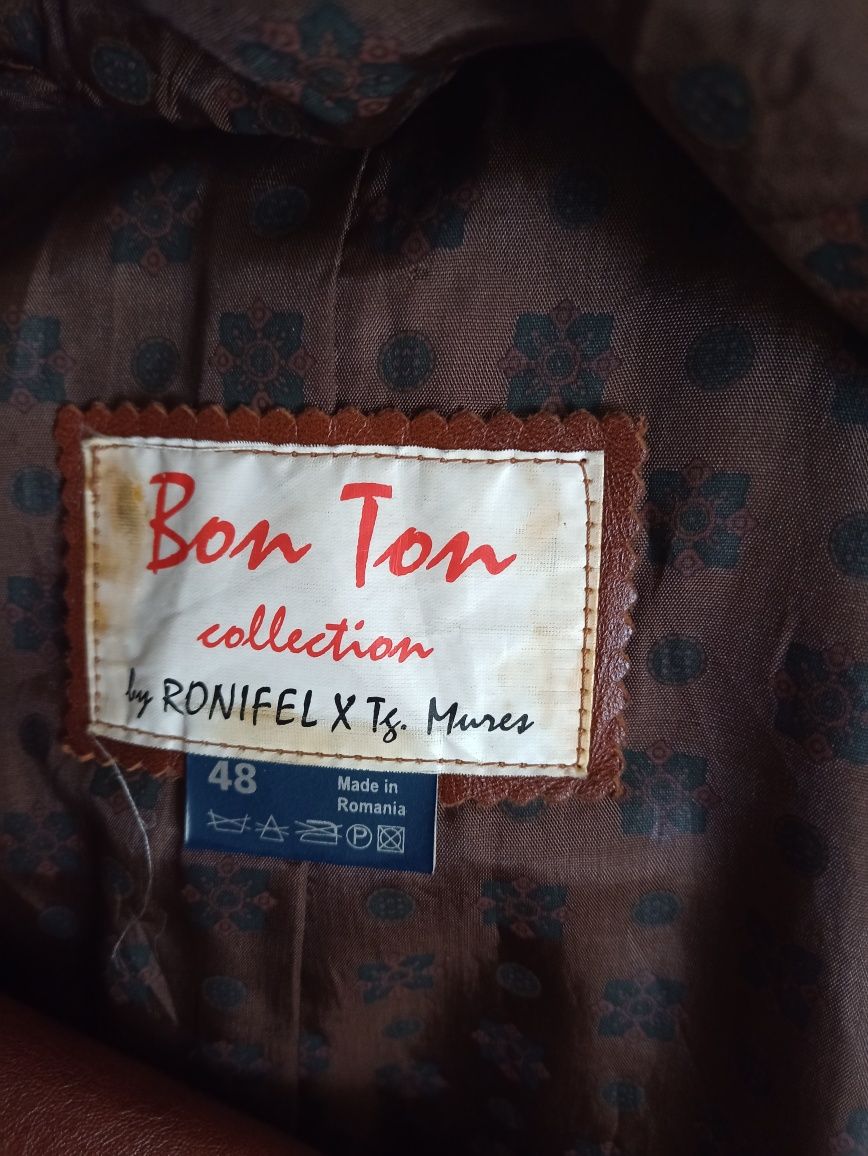 Bon Ton
collection
by RONIFEL X Tg. Mures
48
Made in
Romania
P